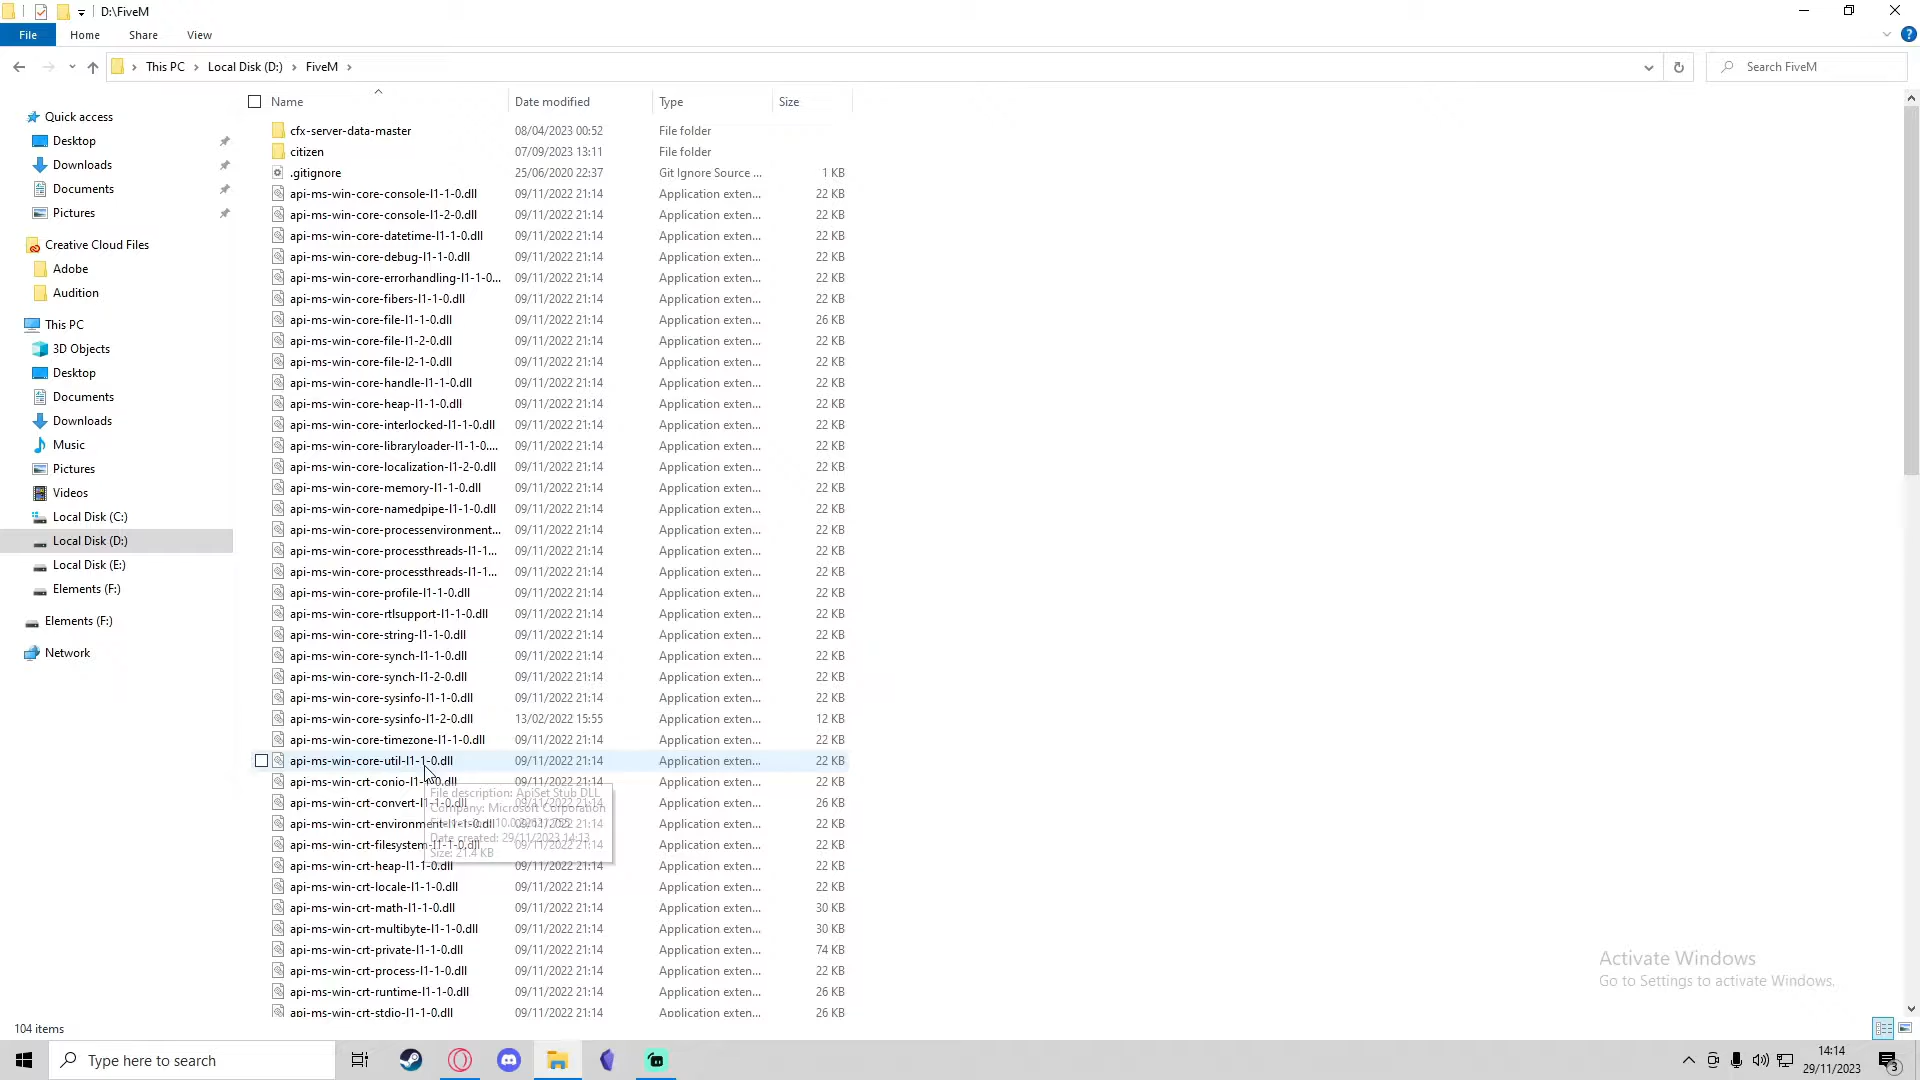 D:\FiveM
File Home Share View
This PC Local Disk (D:) FiveM
Search FiveM
Name Date modified Type Size
Quick access
Desktop
Downloads
Documents
Pictures
Creative Cloud Files
Adobe
Audition
This PC
3D Objects
Desktop
Documents
Downloads
Music
Pictures
Videos
Local Disk (C:)
Local Disk (D:)
Local Disk (E:)
Elements (F:)
Elements (F:)
Network
cfx-server-data-master 08/04/2023 00:52 File folder
citizen 07/09/2023 13:11 File folder
.gitignore 25/06/2020 22:37 Git Ignore Source ... 1 KB
api-ms-win-core-console-l1-1-0.dll 09/11/2022 21:14 Application exten... 22 KB
api-ms-win-core-console-l1-2-0.dll 09/11/2022 21:14 Application exten... 22 KB
api-ms-win-core-datetime-l1-1-0.dll 09/11/2022 21:14 Application exten... 22 KB
api-ms-win-core-debug-l1-1-0.dll 09/11/2022 21:14 Application exten... 22 KB
api-ms-win-core-errorhandling-l1-1-0... 09/11/2022 21:14 Application exten... 22 KB
api-ms-win-core-fibers-l1-1-0.dll 09/11/2022 21:14 Application exten... 22 KB
api-ms-win-core-file-l1-1-0.dll 09/11/2022 21:14 Application exten... 26 KB
api-ms-win-core-file-l1-2-0.dll 09/11/2022 21:14 Application exten... 22 KB
api-ms-win-core-file-l2-1-0.dll 09/11/2022 21:14 Application exten... 22 KB
api-ms-win-core-handle-l1-1-0.dll 09/11/2022 21:14 Application exten... 22 KB
api-ms-win-core-heap-l1-1-0.dll 09/11/2022 21:14 Application exten... 22 KB
api-ms-win-core-interlocked-l1-1-0.dll 09/11/2022 21:14 Application exten... 22 KB
api-ms-win-core-libraryloader-l1-1-0.... 09/11/2022 21:14 Application exten... 22 KB
api-ms-win-core-localization-l1-2-0.dll 09/11/2022 21:14 Application exten... 22 KB
api-ms-win-core-memory-l1-1-0.dll 09/11/2022 21:14 Application exten... 22 KB
api-ms-win-core-namedpipe-l1-1-0.dll 09/11/2022 21:14 Application exten... 22 KB
api-ms-win-core-processenvironment... 09/11/2022 21:14 Application exten... 22 KB
api-ms-win-core-processthreads-l1-1... 09/11/2022 21:14 Application exten... 22 KB
api-ms-win-core-processthreads-l1-1... 09/11/2022 21:14 Application exten... 22 KB
api-ms-win-core-profile-l1-1-0.dll 09/11/2022 21:14 Application exten... 22 KB
api-ms-win-core-rtlsupport-l1-1-0.dll 09/11/2022 21:14 Application exten... 22 KB
api-ms-win-core-string-l1-1-0.dll 09/11/2022 21:14 Application exten... 22 KB
api-ms-win-core-synch-l1-1-0.dll 09/11/2022 21:14 Application exten... 22 KB
api-ms-win-core-synch-l1-2-0.dll 09/11/2022 21:14 Application exten... 22 KB
api-ms-win-core-sysinfo-l1-1-0.dll 09/11/2022 21:14 Application exten... 22 KB
api-ms-win-core-sysinfo-l1-2-0.dll 13/02/2022 15:55 Application exten... 12 KB
api-ms-win-core-timezone-l1-1-0.dll 09/11/2022 21:14 Application exten... 22 KB
api-ms-win-core-util-l1-1-0.dll 09/11/2022 21:14 Application exten... 22 KB
api-ms-win-crt-conio-l1-1-0.dll 09/11/2022 21:14 Application exten... 22 KB
api-ms-win-crt-convert-l1-1-0.dll 09/11/2022 21:14 Application exten... 26 KB
api-ms-win-crt-environment-l1-1-0.dll 09/11/2022 21:14 Application exten... 22 KB
api-ms-win-crt-filesystem-l1-1-0.dll 09/11/2022 21:14 Application exten... 22 KB
api-ms-win-crt-heap-l1-1-0.dll 09/11/2022 21:14 Application exten... 22 KB
api-ms-win-crt-locale-l1-1-0.dll 09/11/2022 21:14 Application exten... 22 KB
api-ms-win-crt-math-l1-1-0.dll 09/11/2022 21:14 Application exten... 30 KB
api-ms-win-crt-multibyte-l1-1-0.dll 09/11/2022 21:14 Application exten... 30 KB
api-ms-win-crt-private-l1-1-0.dll 09/11/2022 21:14 Application exten... 74 KB
api-ms-win-crt-process-l1-1-0.dll 09/11/2022 21:14 Application exten... 22 KB
api-ms-win-crt-runtime-l1-1-0.dll 09/11/2022 21:14 Application exten... 26 KB
api-ms-win-crt-stdio-l1-1-0.dll 09/11/2022 21:14 Application exten... 26 KB
File description: ApiSet Stub DLL
Company: Microsoft Corporation
Date created: 29/11/2023 14:13
Size: 21.4 KB
Activate Windows
Go to Settings to activate Windows.
104 items
Type here to search
14:14
29/11/2023
3